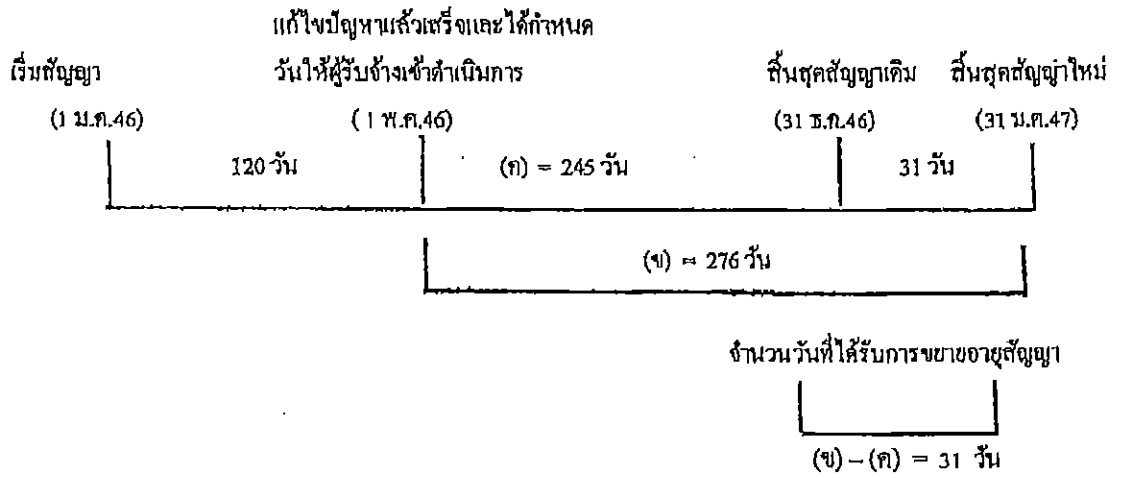 แก้ไขปัญหาแล้วเสร็จและได้กำหนด
เริ่มสัญญา วันให้ผู้รับจ้างเข้าดำเนินการ สิ้นสุดสัญญาเดิม สิ้นสุดสัญญาใหม่
(1 ม.ค.46) (1 พ.ค.46) (31 ธ.ค.46) (31 ม.ค.47)
120 วัน (ก) = 245 วัน 31 วัน
(ข) = 276 วัน
จำนวนวันที่ได้รับการขยายอายุสัญญา
(ข) – (ก) = 31 วัน